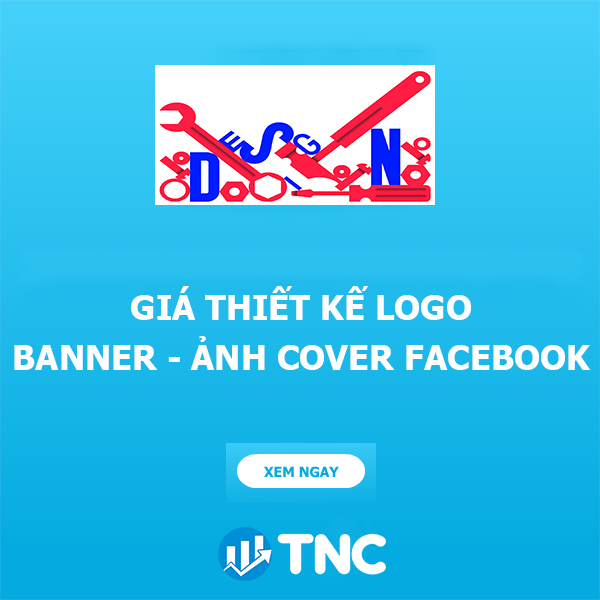 DESIGN
GIÁ THIẾT KẾ LOGO
BANNER - ẢNH COVER FACEBOOK
XEM NGAY
TNC